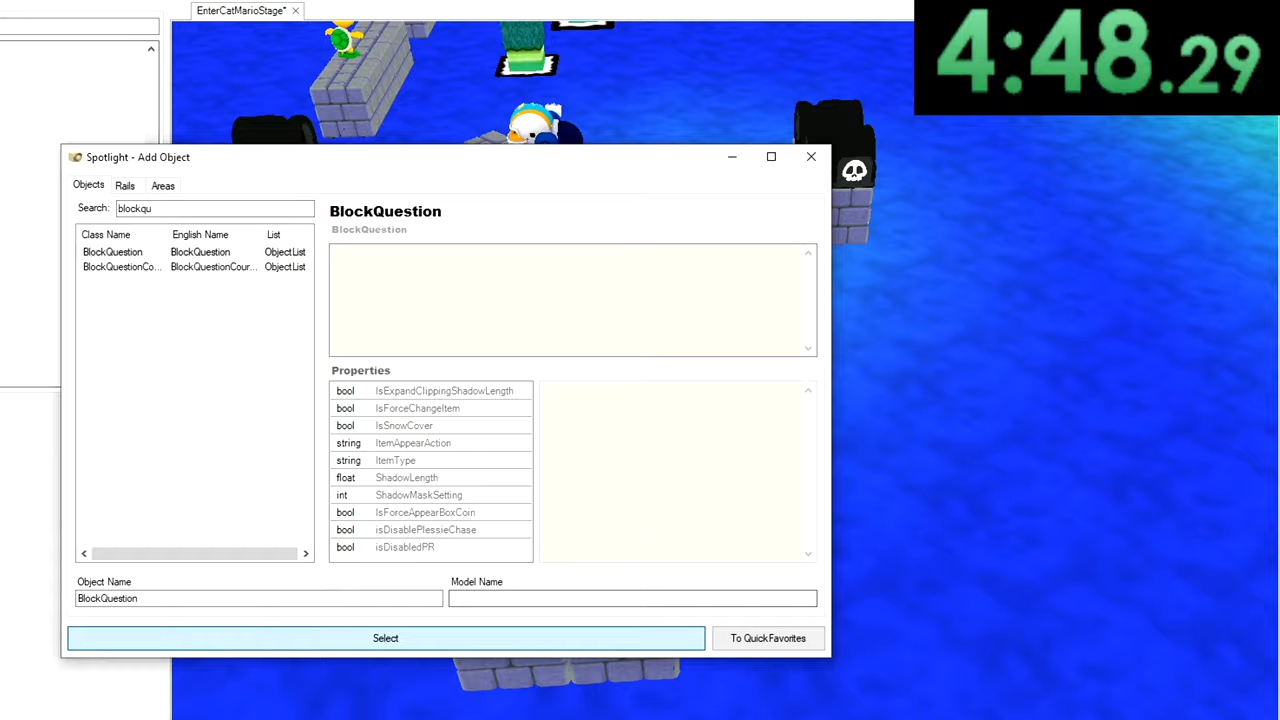 EnterCatMarioStage*
4:48.29
Spotlight - Add Object
Objects Rails Areas
Search: blockqu
Class Name English Name List
BlockQuestion BlockQuestion ObjectList
BlockQuestionCo... BlockQuestionCour... ObjectList
BlockQuestion
BlockQuestion
Properties
bool IsExpandClippingShadowLength
bool IsForceChangeItem
bool IsSnowCover
string ItemAppearAction
string ItemType
float ShadowLength
int ShadowMaskSetting
bool IsForceAppearBoxCoin
bool isDisablePlessieChase
bool isDisabledPR
Object Name
BlockQuestion
Model Name
Select
To QuickFavorites